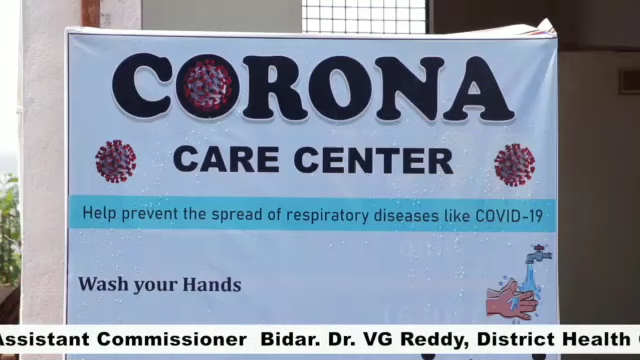 CORONA
CARE CENTER
Help prevent the spread of respiratory diseases like COVID-19
Wash your Hands
Assistant Commissioner Bidar. Dr. VG Reddy, District Health